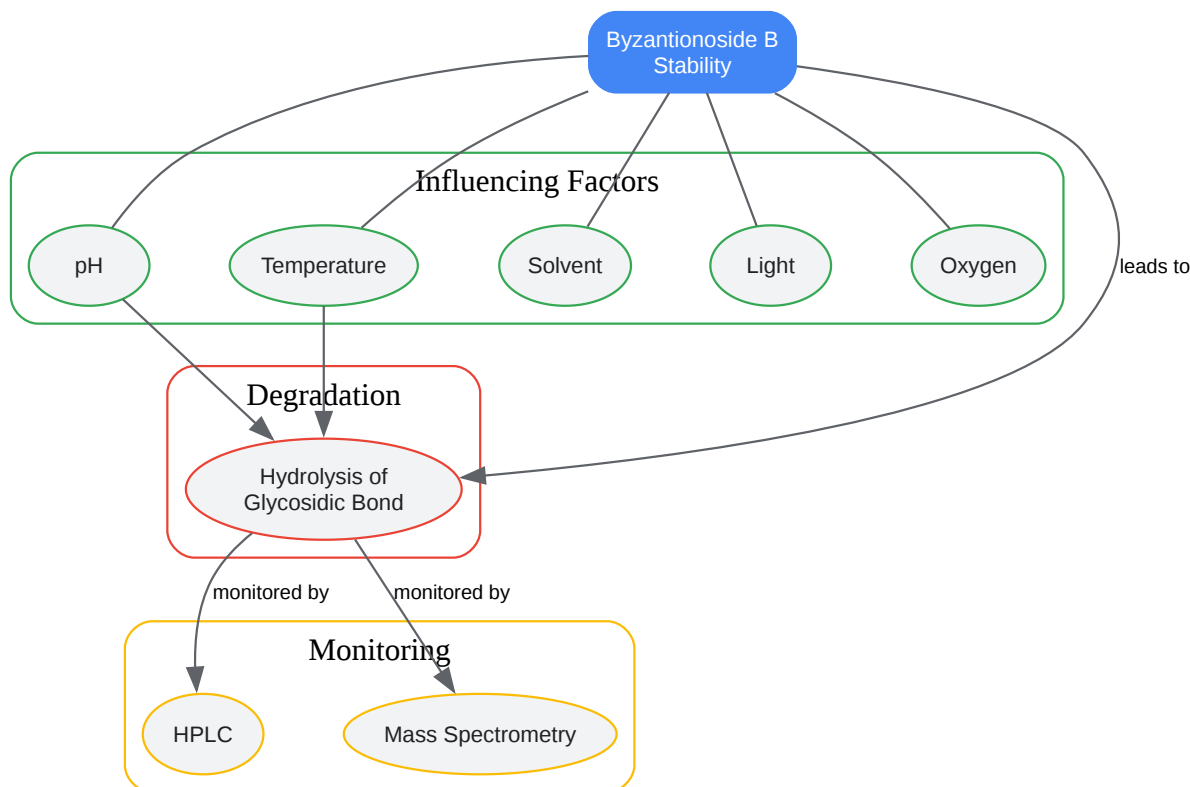 Byzantionoside B
Stability
Influencing Factors
pH
Temperature
Solvent
Light
Oxygen
leads to
Degradation
Hydrolysis of
Glycosidic Bond
monitored by
monitored by
Monitoring
HPLC
Mass Spectrometry